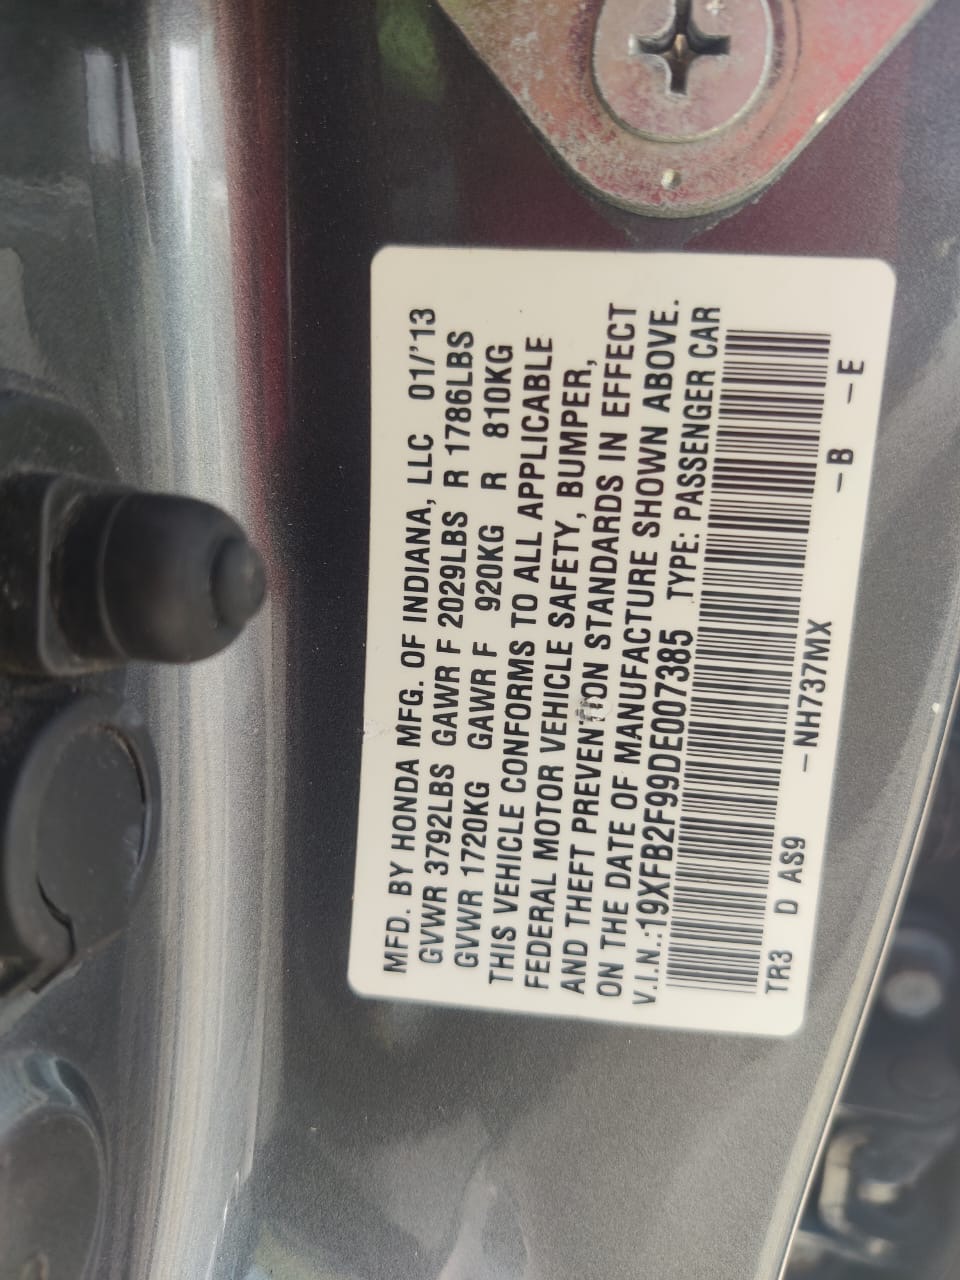 MFD. BY HONDA MFG. OF INDIANA, LLC 01/'13
GVWR 3792LBS GAWR F 2029LBS R 1786LBS
GVWR 1720KG GAWR F 920KG R 810KG
THIS VEHICLE CONFORMS TO ALL APPLICABLE
FEDERAL MOTOR VEHICLE SAFETY, BUMPER,
AND THEFT PREVENTION STANDARDS IN EFFECT
ON THE DATE OF MANUFACTURE SHOWN ABOVE.
V.I.N.:19XFB2F99DE007385 TYPE: PASSENGER CAR
TR3 D AS9 –NH737MX –B –E